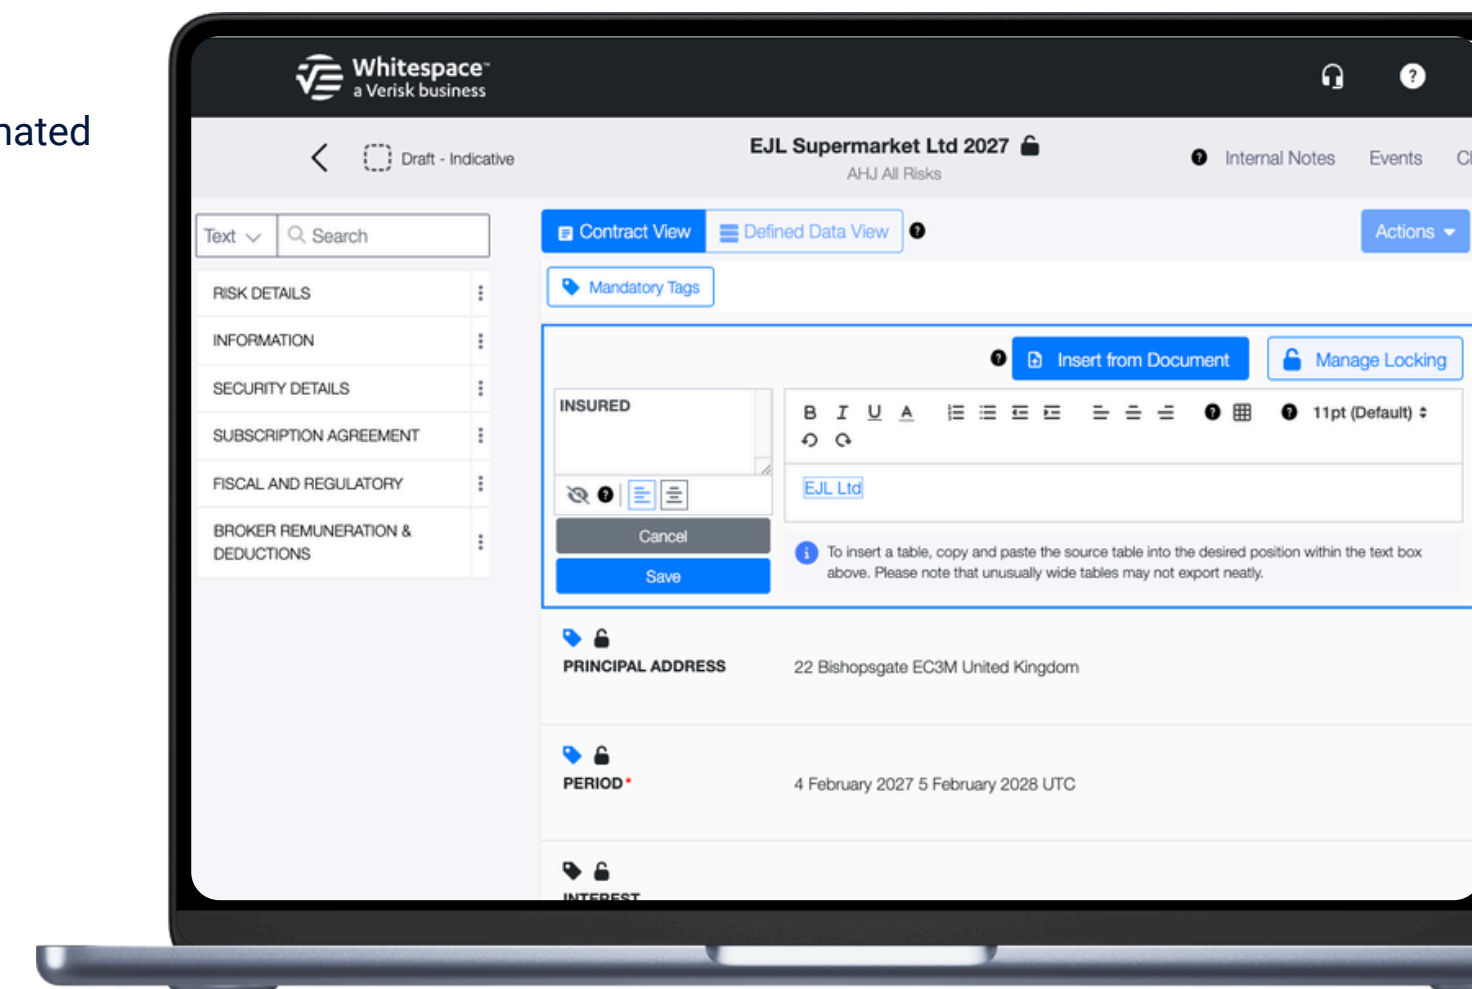 nated
Whitespace™
a Verisk business
Draft - Indicative
EJL Supermarket Ltd 2027
AHJ All Risks
Internal Notes
Events
Text
Search
Contract View
Defined Data View
Actions
Mandatory Tags
RISK DETAILS
INFORMATION
SECURITY DETAILS
SUBSCRIPTION AGREEMENT
FISCAL AND REGULATORY
BROKER REMUNERATION &
DEDUCTIONS
Insert from Document
Manage Locking
INSURED
B I U A
11pt (Default)
EJL Ltd
Cancel
Save
To insert a table, copy and paste the source table into the desired position within the text box
above. Please note that unusually wide tables may not export neatly.
PRINCIPAL ADDRESS
22 Bishopsgate EC3M United Kingdom
PERIOD*
4 February 2027 5 February 2028 UTC
INTEREST